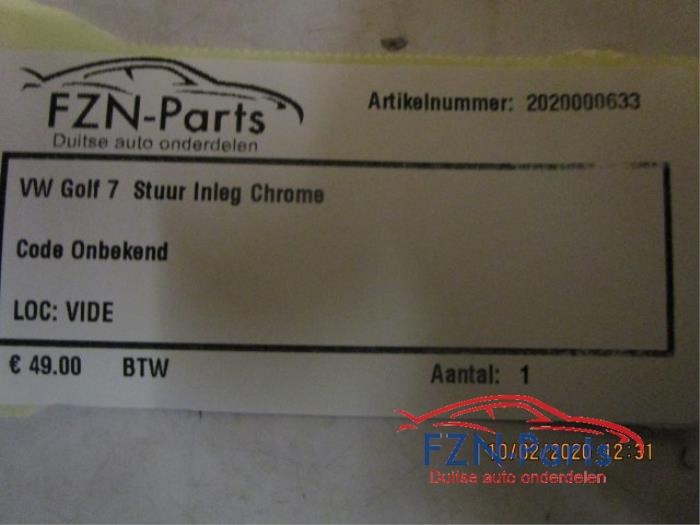 FZN-Parts
Duitse auto onderdelen
Artikelnummer: 2020000633
VW Golf 7 Stuur Inleg Chrome
Code Onbekend
LOC: VIDE
€ 49.00 BTW
Aantal: 1
FZN-Parts
10/02/2020 12:31
Duitse auto onderdelen